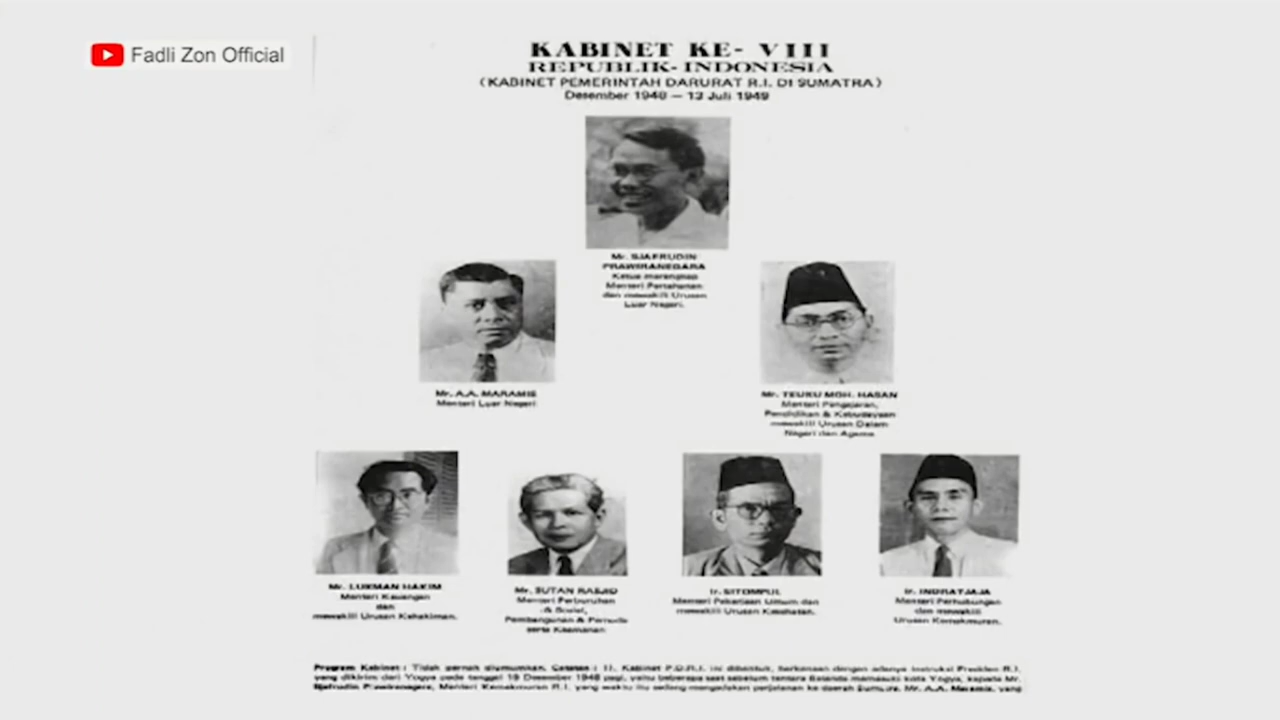 Fadli Zon Official
KABINET KE- VIII
REPUBLIK-INDONESIA
(KABINET PEMERINTAH DARURAT R.I. DI SUMATRA)
Desember 1948 — 13 Juli 1949
Mr. SJAFRUDIN
PRAWIRANEGARA
Ketua merangkap
Menteri Pertahanan
dan mewakili Urusan
Luar Negeri.
Mr. A.A. MARAMIS
Menteri Luar Negeri
Mr. TEUKU MOH. HASAN
Menteri Pengajaran,
Pendidikan & Kebudayaan
mewakili Urusan Dalam
Negeri dan Agama
Mr. LUKMAN HAKIM
Menteri Keuangan
dan
mewakili Urusan Kehakiman.
Mr. SUTAN RASJID
Menteri Perburuhan
& Sosial,
Pembangunan & Pemuda
serta Keamanan
Ir. SITOMPUL
Menteri Pekerjaan Umum dan
mewakili Urusan Kesehatan.
Ir. INDRATJAJA
Menteri Perhubungan
dan mewakili
Urusan Kemakmuran.
Program Kabinet : Tidak pernah diumumkan. Catatan : 1). Kabinet P.D.R.I. ini dibentuk, berkenaan dengan adanya instruksi Presiden R.I.
yang dikirim dari Yogya pada tanggal 19 Desember 1948 pagi, yaitu beberapa saat sebelum tentara Belanda memasuki kota Yogya, kepada Mr.
Sjafrudin Prawiranegara, Menteri Kemakmuran R.I. yang waktu itu sedang mengadakan perjalanan ke daerah Sumatra. Mr. A.A. Maramis, yang